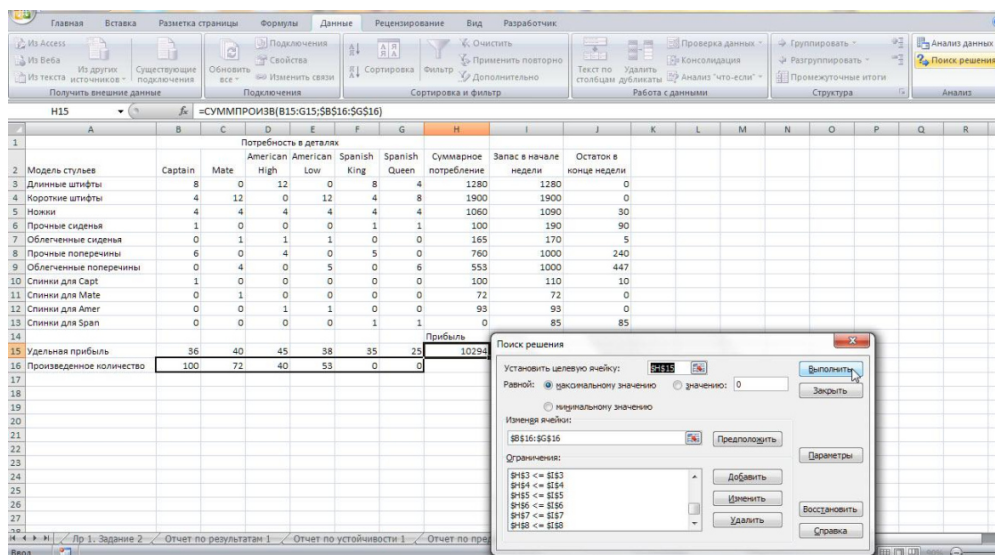 Главная Вставка Разметка страницы Формулы Данные Рецензирование Вид Разработчик
Из Access
Из Веба
Из текста
Из других источников
Существующие подключения
Получить внешние данные
Обновить все
Подключения
Свойства
Изменить связи
Подключения
Сортировка
Фильтр
Очистить
Применить повторно
Дополнительно
Сортировка и фильтр
Текст по столбцам
Удалить дубликаты
Проверка данных
Консолидация
Анализ "что-если"
Работа с данными
Группировать
Разгруппировать
Промежуточные итоги
Структура
Анализ данных
Поиск решения
Анализ
H15 fx =СУММПРОИЗВ(B15:G15;$B$16:$G$16)
A B C D E F G H I J K L M N O P Q R
1 Потребность в деталях
2 Модель стульев Captain Mate American High American Low Spanish King Spanish Queen Суммарное потребление Запас в начале недели Остаток в конце недели
3 Длинные штифты 8 0 12 0 8 4 1280 1280 0
4 Короткие штифты 4 12 0 12 4 8 1900 1900 0
5 Ножки 4 4 4 4 4 4 1060 1090 30
6 Прочные сиденья 1 0 0 0 1 1 100 190 90
7 Облегченные сиденья 0 1 1 1 0 0 165 170 5
8 Прочные поперечины 6 0 4 0 5 0 760 1000 240
9 Облегченные поперечины 0 4 0 5 0 6 553 1000 447
10 Спинки для Capt 1 0 0 0 0 0 100 110 10
11 Спинки для Mate 0 1 0 0 0 0 72 72 0
12 Спинки для Amer 0 0 1 1 0 0 93 93 0
13 Спинки для Span 0 0 0 0 1 1 0 85 85
14 Прибыль
15 Удельная прибыль 36 40 45 38 35 25 10294
16 Произведенное количество 100 72 40 53 0 0
17
18
19
20
21
22
23
24
25
26
27
Поиск решения
Установить целевую ячейку: $H$15
Равной: максимальному значению значению: 0
минимальному значению
Изменяя ячейки:
$B$16:$G$16
Предположить
Ограничения:
$H$3 <= $I$3
$H$4 <= $I$4
$H$5 <= $I$5
$H$6 <= $I$6
$H$7 <= $I$7
$H$8 <= $I$8
Добавить
Изменить
Удалить
Выполнить
Закрыть
Параметры
Восстановить
Справка
Лр 1. Задание 2 Отчет по результатам 1 Отчет по устойчивости 1 Отчет по пре
Ввод 90%